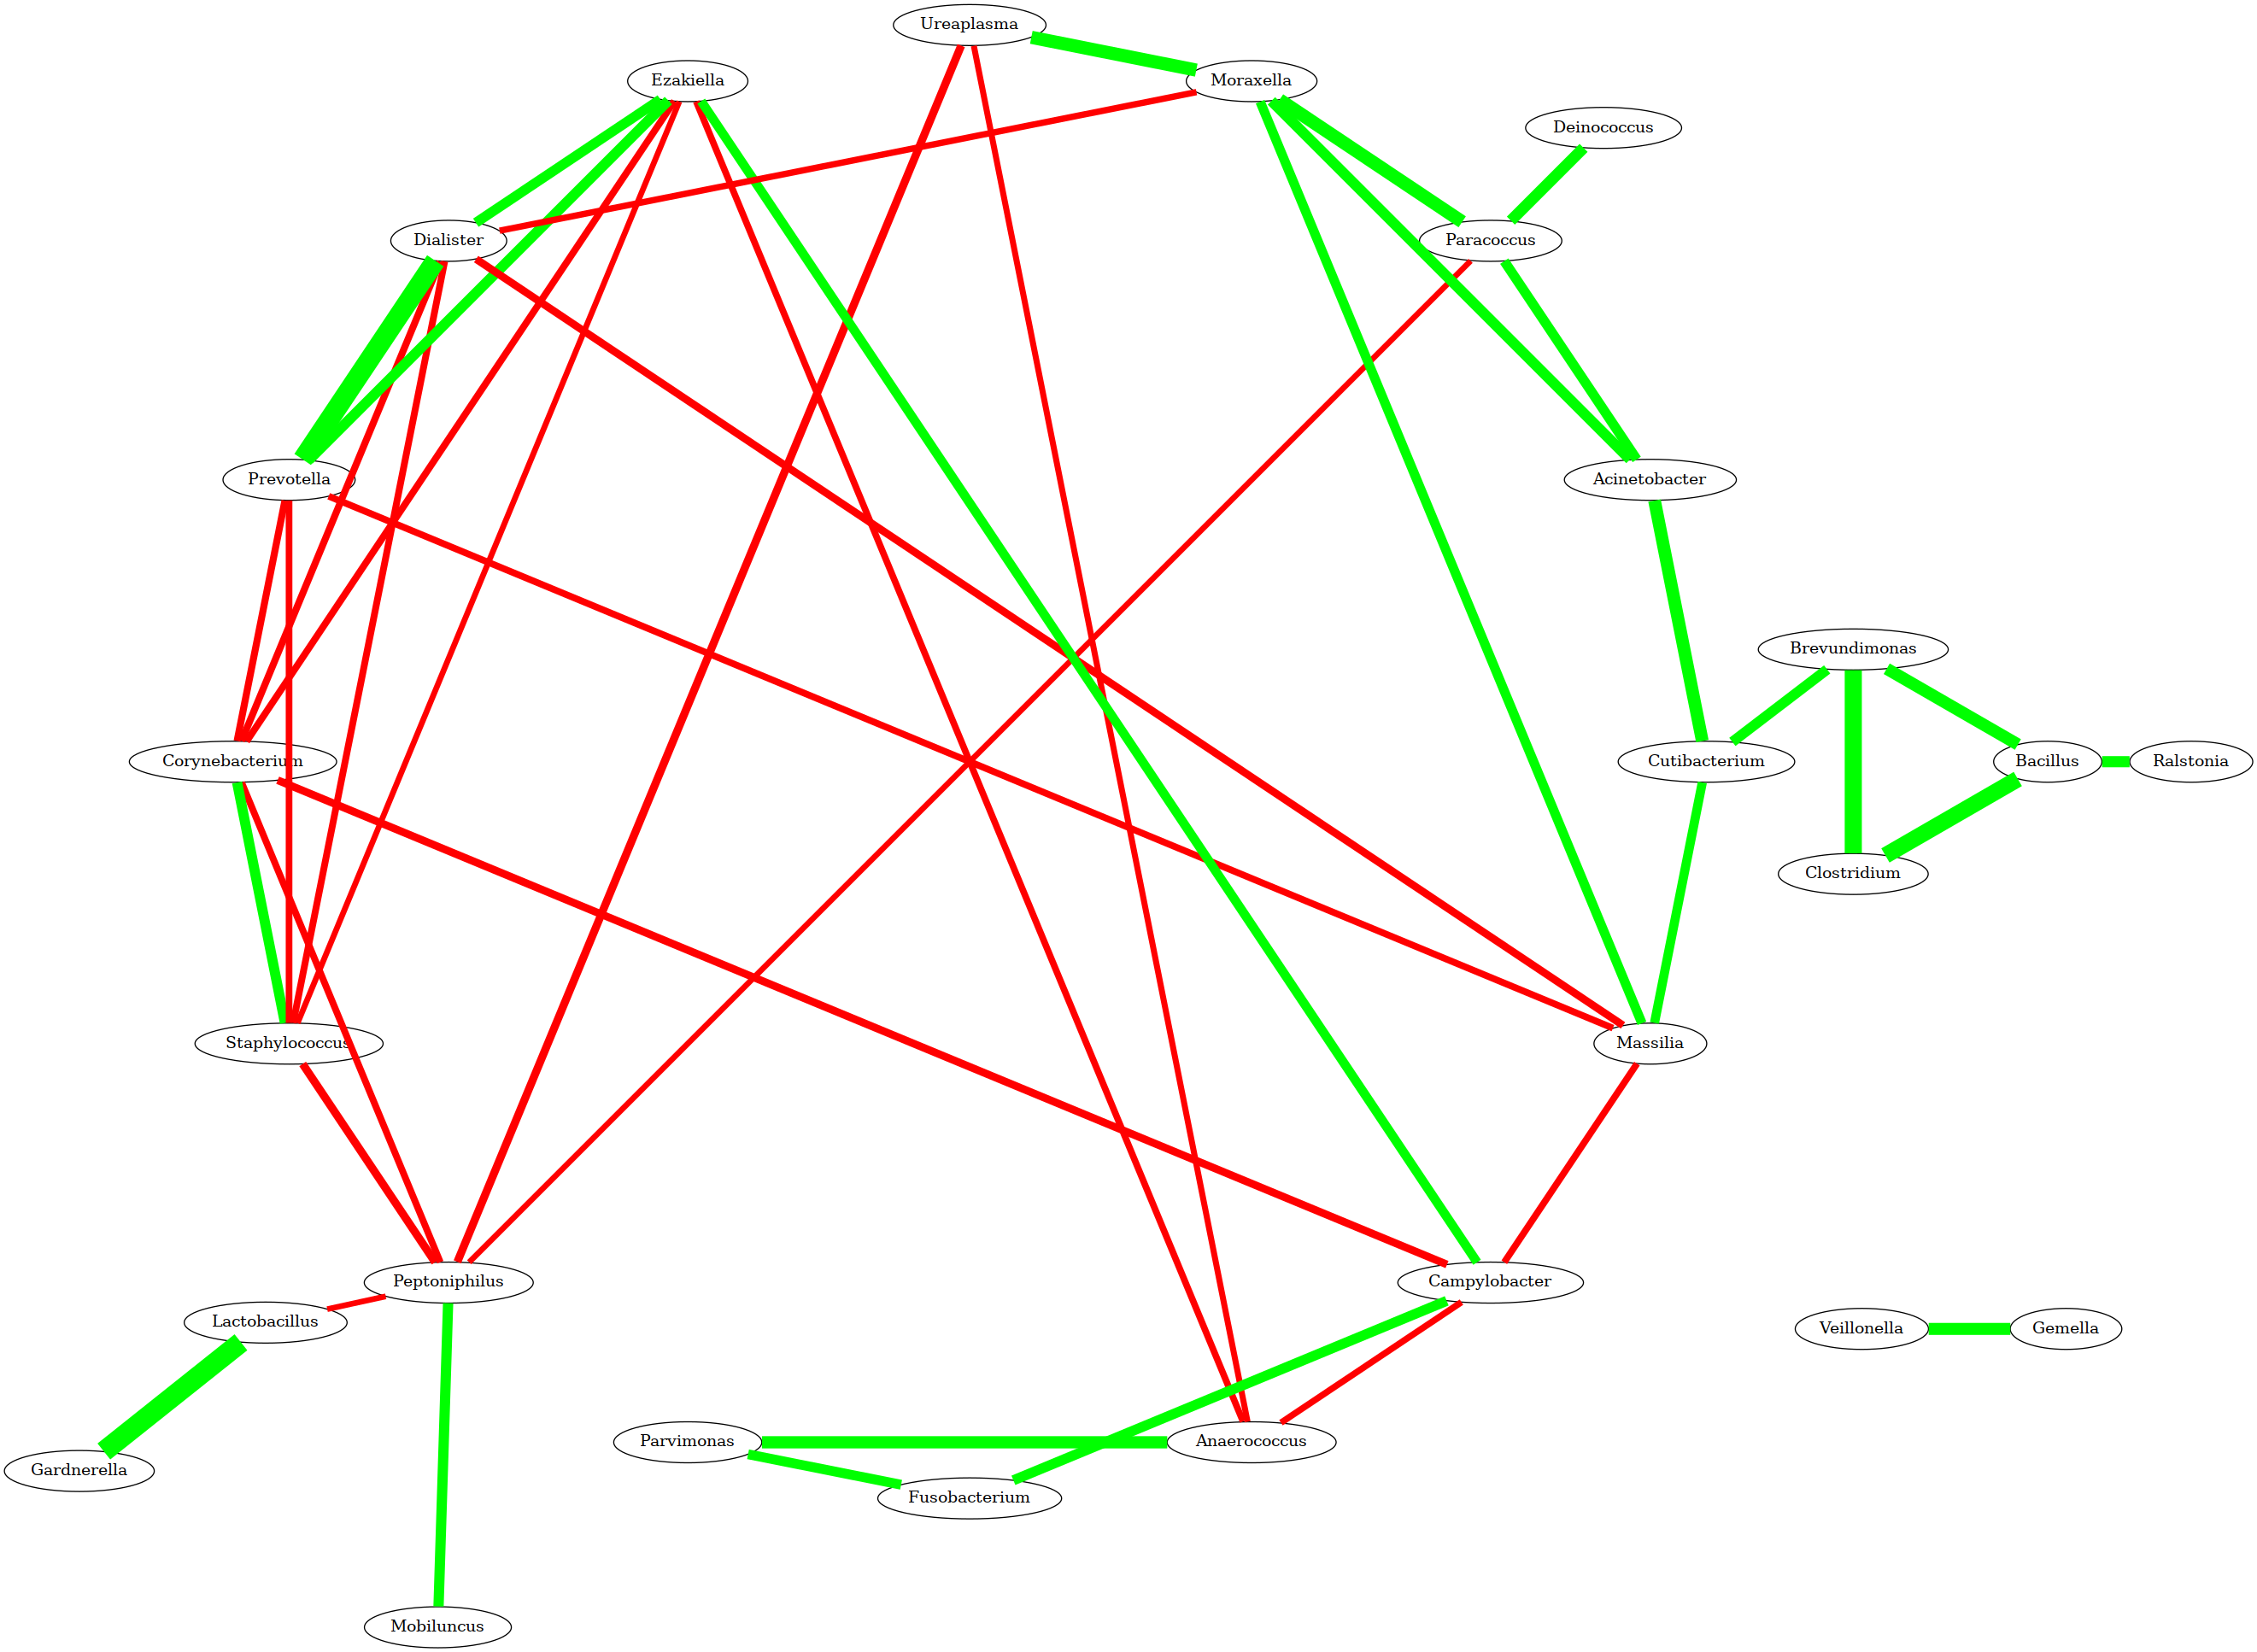 Ureaplasma
Ezakiella
Moraxella
Deinococcus
Dialister
Paracoccus
Prevotella
Acinetobacter
Brevundimonas
Corynebacterium
Cutibacterium
Bacillus
Ralstonia
Clostridium
Staphylococcus
Massilia
Peptoniphilus
Campylobacter
Lactobacillus
Veillonella
Gemella
Parvimonas
Anaerococcus
Gardnerella
Fusobacterium
Mobiluncus